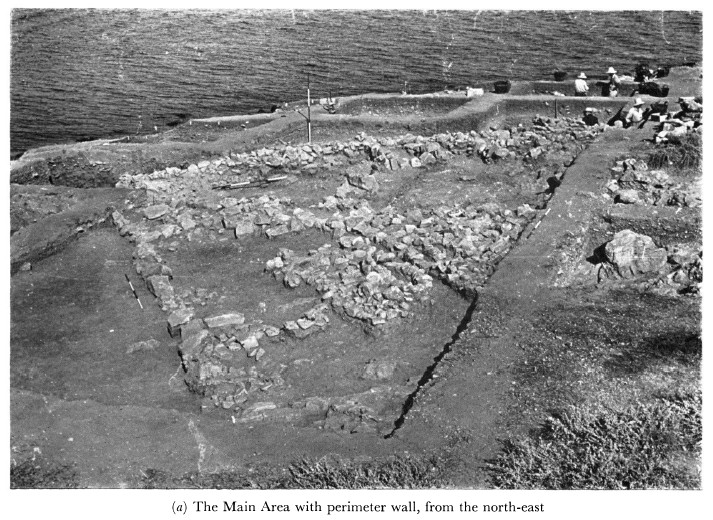 (a) The Main Area with perimeter wall, from the north-east